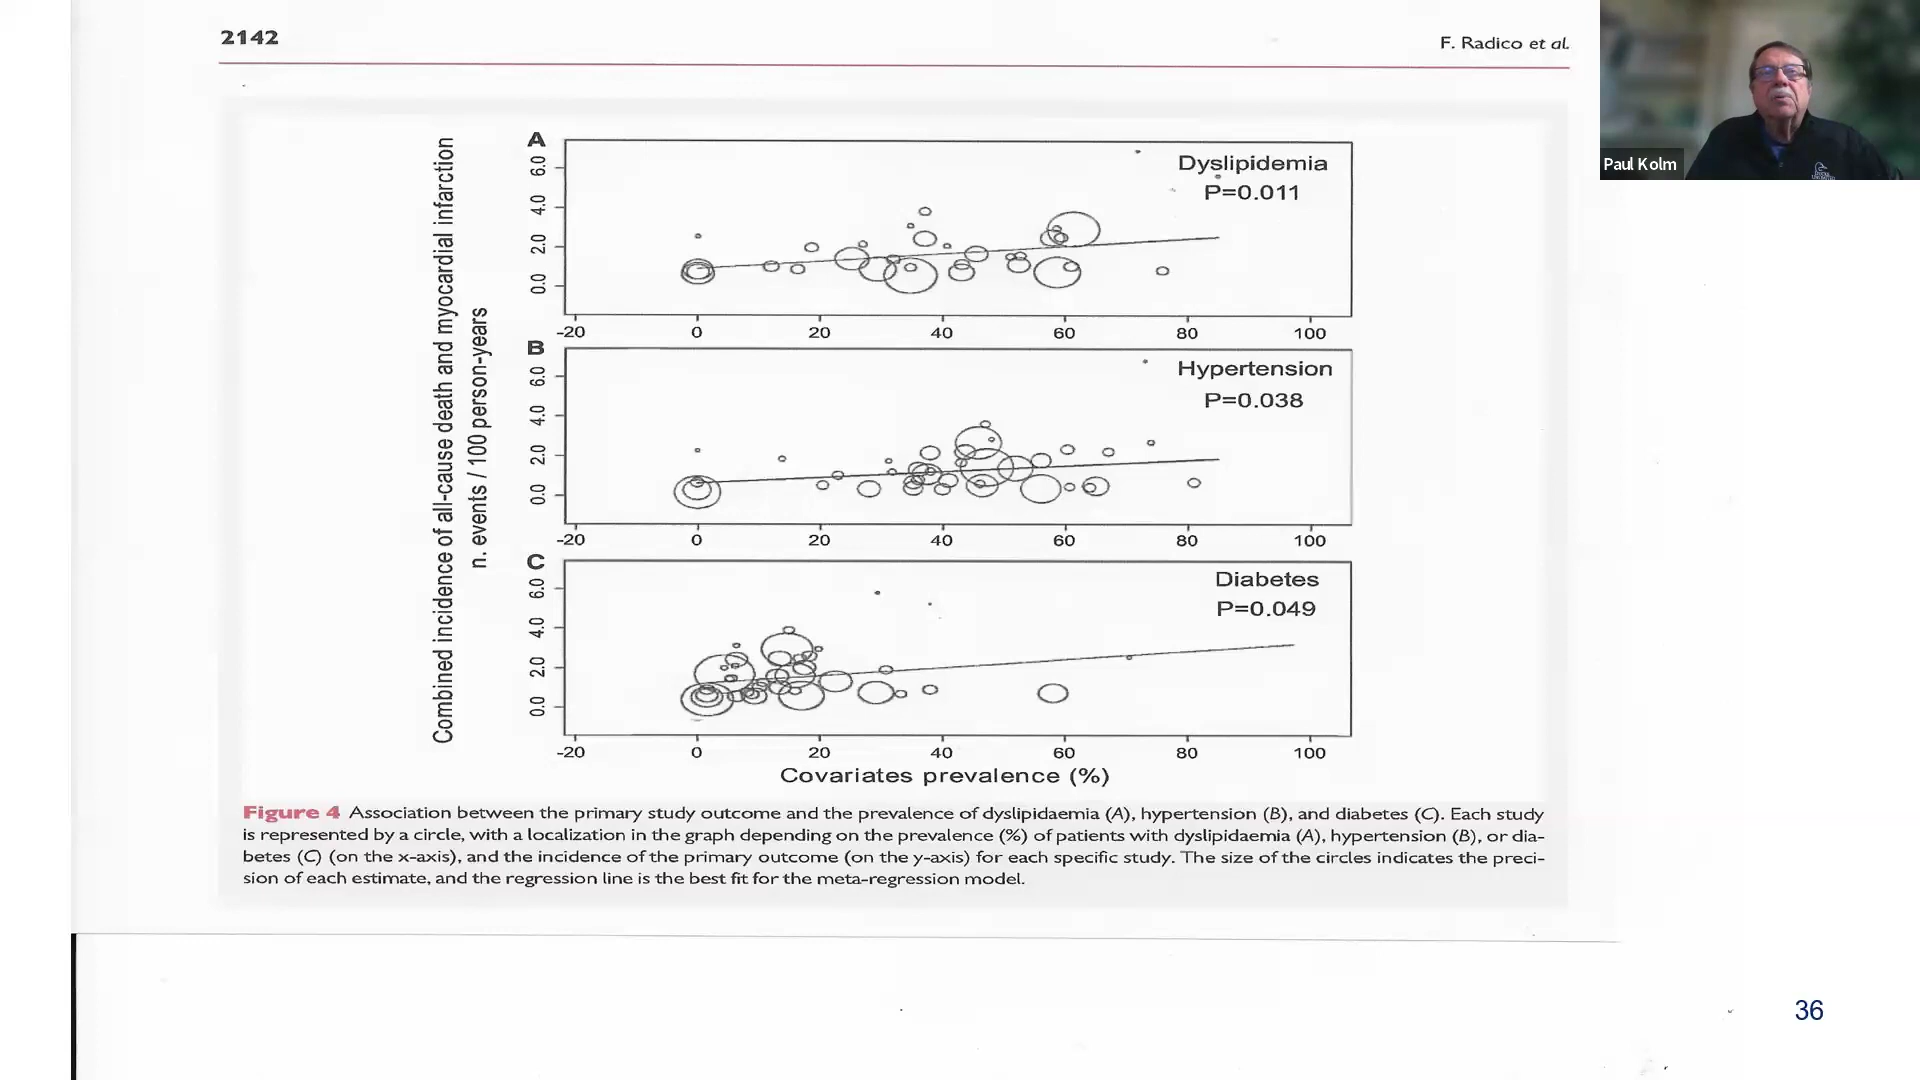 2142
F. Radico et al.
Paul Kolm
Combined incidence of all-cause death and myocardial infarction
n. events / 100 person-years
A
Dyslipidemia
P=0.011
6.0
4.0
2.0
0.0
-20 0 20 40 60 80 100
B
Hypertension
P=0.038
6.0
4.0
2.0
0.0
-20 0 20 40 60 80 100
C
Diabetes
P=0.049
6.0
4.0
2.0
0.0
-20 0 20 40 60 80 100
Covariates prevalence (%)
Figure 4 Association between the primary study outcome and the prevalence of dyslipidaemia (A), hypertension (B), and diabetes (C). Each study
is represented by a circle, with a localization in the graph depending on the prevalence (%) of patients with dyslipidaemia (A), hypertension (B), or dia-
betes (C) (on the x-axis), and the incidence of the primary outcome (on the y-axis) for each specific study. The size of the circles indicates the preci-
sion of each estimate, and the regression line is the best fit for the meta-regression model.
36